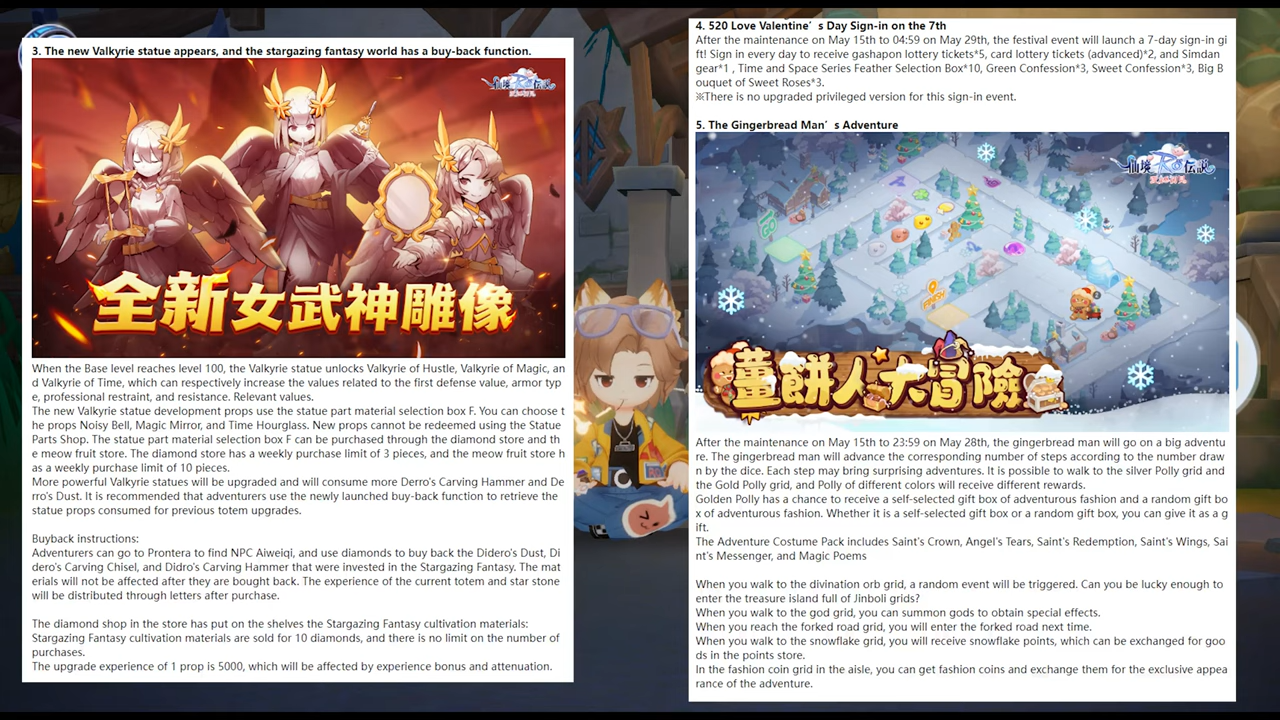 3. The new Valkyrie statue appears, and the stargazing fantasy world has a buy-back function.
仙境RO伝説
全新女武神雕像
When the Base level reaches level 100, the Valkyrie statue unlocks Valkyrie of Hustle, Valkyrie of Magic, an
d Valkyrie of Time, which can respectively increase the values related to the first defense value, armor typ
e, professional restraint, and resistance. Relevant values.
The new Valkyrie statue development props use the statue part material selection box F. You can choose t
he props Noisy Bell, Magic Mirror, and Time Hourglass. New props cannot be redeemed using the Statue
Parts Shop. The statue part material selection box F can be purchased through the diamond store and th
e meow fruit store. The diamond store has a weekly purchase limit of 3 pieces, and the meow fruit store h
as a weekly purchase limit of 10 pieces.
More powerful Valkyrie statues will be upgraded and will consume more Derro's Carving Hammer and De
rro's Dust. It is recommended that adventurers use the newly launched buy-back function to retrieve the
statue props consumed for previous totem upgrades.
Buyback instructions:
Adventurers can go to Prontera to find NPC Aiweiqi, and use diamonds to buy back the Didero's Dust, Di
dero's Carving Chisel, and Didro's Carving Hammer that were invested in the Stargazing Fantasy. The mat
erials will not be affected after they are bought back. The experience of the current totem and star stone
will be distributed through letters after purchase.
The diamond shop in the store has put on the shelves the Stargazing Fantasy cultivation materials:
Stargazing Fantasy cultivation materials are sold for 10 diamonds, and there is no limit on the number of
purchases.
The upgrade experience of 1 prop is 5000, which will be affected by experience bonus and attenuation.
4. 520 Love Valentine's Day Sign-in on the 7th
After the maintenance on May 15th to 04:59 on May 29th, the festival event will launch a 7-day sign-in gi
ft! Sign in every day to receive gashapon lottery tickets*5, card lottery tickets (advanced)*2, and Simdan
gear*1 , Time and Space Series Feather Selection Box*10, Green Confession*3, Sweet Confession*3, Big B
ouquet of Sweet Roses*3.
※There is no upgraded privileged version for this sign-in event.
5. The Gingerbread Man's Adventure
仙境RO伝説
GO
FINISH
薑餅人大冒險
After the maintenance on May 15th to 23:59 on May 28th, the gingerbread man will go on a big adventu
re. The gingerbread man will advance the corresponding number of steps according to the number draw
n by the dice. Each step may bring surprising adventures. It is possible to walk to the silver Polly grid and
the Gold Polly grid, and Polly of different colors will receive different rewards.
Golden Polly has a chance to receive a self-selected gift box of adventurous fashion and a random gift bo
x of adventurous fashion. Whether it is a self-selected gift box or a random gift box, you can give it as a g
ift.
The Adventure Costume Pack includes Saint's Crown, Angel's Tears, Saint's Redemption, Saint's Wings, Sai
nt's Messenger, and Magic Poems
When you walk to the divination orb grid, a random event will be triggered. Can you be lucky enough to
enter the treasure island full of Jinboli grids?
When you walk to the god grid, you can summon gods to obtain special effects.
When you reach the forked road grid, you will enter the forked road next time.
When you walk to the snowflake grid, you will receive snowflake points, which can be exchanged for goo
ds in the points store.
In the fashion coin grid in the aisle, you can get fashion coins and exchange them for the exclusive appea
rance of the adventure.